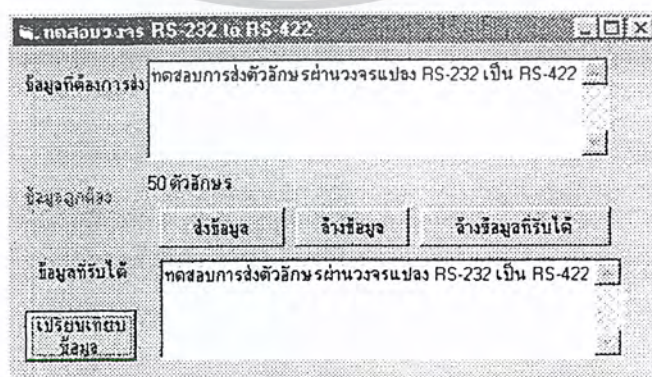 ทดสอบวงจร RS-232 to RS-422
ข้อมูลที่ต้องการส่ง
ทดสอบการส่งตัวอักษรผ่านวงจรแปลง RS-232 เป็น RS-422
50 ตัวอักษร
ข้อมูลถูกต้อง
ส่งข้อมูล
ล้างข้อมูล
ล้างข้อมูลที่รับได้
ข้อมูลที่รับได้
ทดสอบการส่งตัวอักษรผ่านวงจรแปลง RS-232 เป็น RS-422
เปรียบเทียบ
ข้อมูล